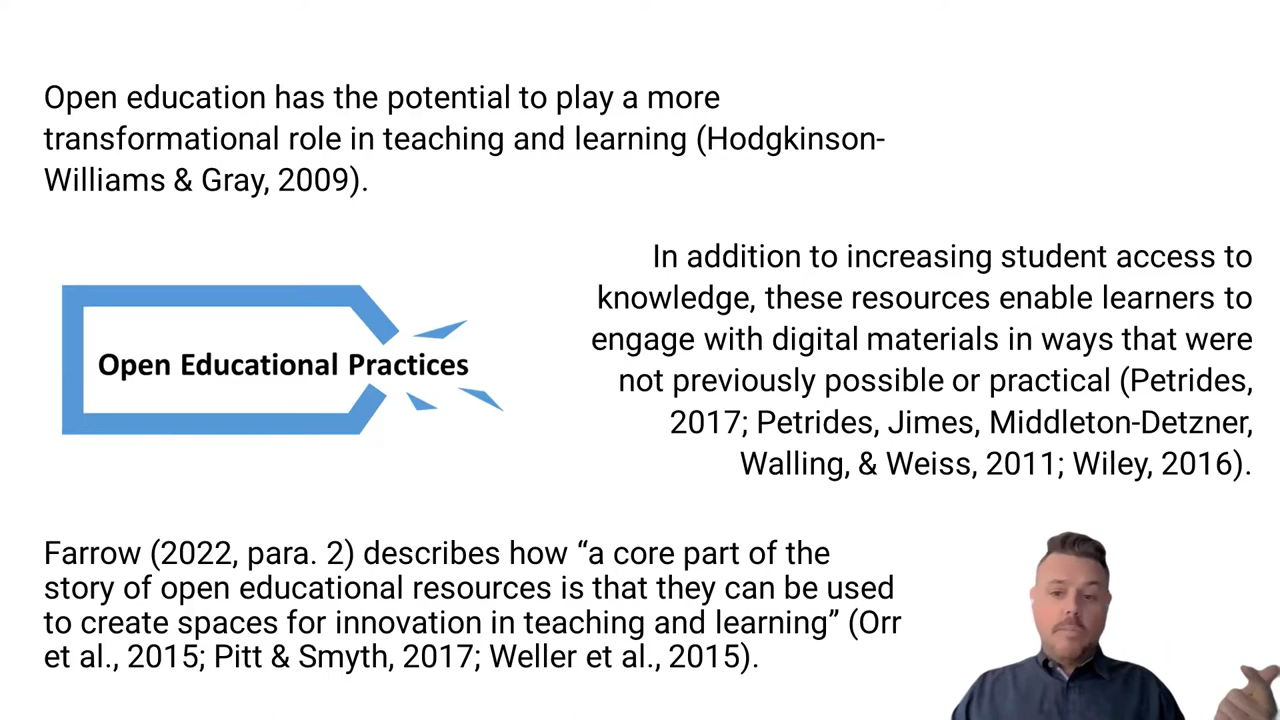 Open education has the potential to play a more
transformational role in teaching and learning (Hodgkinson-
Williams & Gray, 2009).
In addition to increasing student access to
knowledge, these resources enable learners to
engage with digital materials in ways that were
not previously possible or practical (Petrides,
2017; Petrides, Jimes, Middleton-Detzner,
Walling, & Weiss, 2011; Wiley, 2016).
Open Educational Practices
Farrow (2022, para. 2) describes how “a core part of the
story of open educational resources is that they can be used
to create spaces for innovation in teaching and learning” (Orr
et al., 2015; Pitt & Smyth, 2017; Weller et al., 2015).